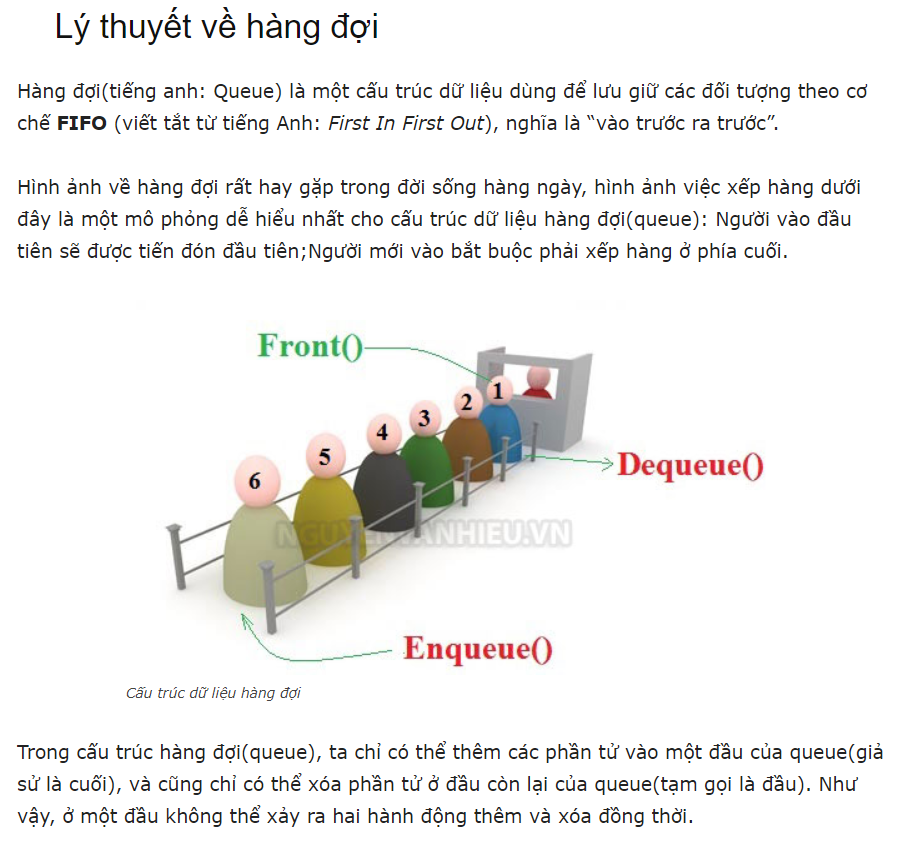 Lý thuyết về hàng đợi
Hàng đợi(tiếng anh: Queue) là một cấu trúc dữ liệu dùng để lưu giữ các đối tượng theo cơ
chế FIFO (viết tắt từ tiếng Anh: First In First Out), nghĩa là “vào trước ra trước”.
Hình ảnh về hàng đợi rất hay gặp trong đời sống hàng ngày, hình ảnh việc xếp hàng dưới
đây là một mô phỏng dễ hiểu nhất cho cấu trúc dữ liệu hàng đợi(queue): Người vào đầu
tiên sẽ được tiến đón đầu tiên;Người mới vào bắt buộc phải xếp hàng ở phía cuối.
Front()
1
2
3
4
5
6
Dequeue()
NGUYENVANHIEU.VN
Enqueue()
Cấu trúc dữ liệu hàng đợi
Trong cấu trúc hàng đợi(queue), ta chỉ có thể thêm các phần tử vào một đầu của queue(giả
sử là cuối), và cũng chỉ có thể xóa phần tử ở đầu còn lại của queue(tạm gọi là đầu). Như
vậy, ở một đầu không thể xảy ra hai hành động thêm và xóa đồng thời.